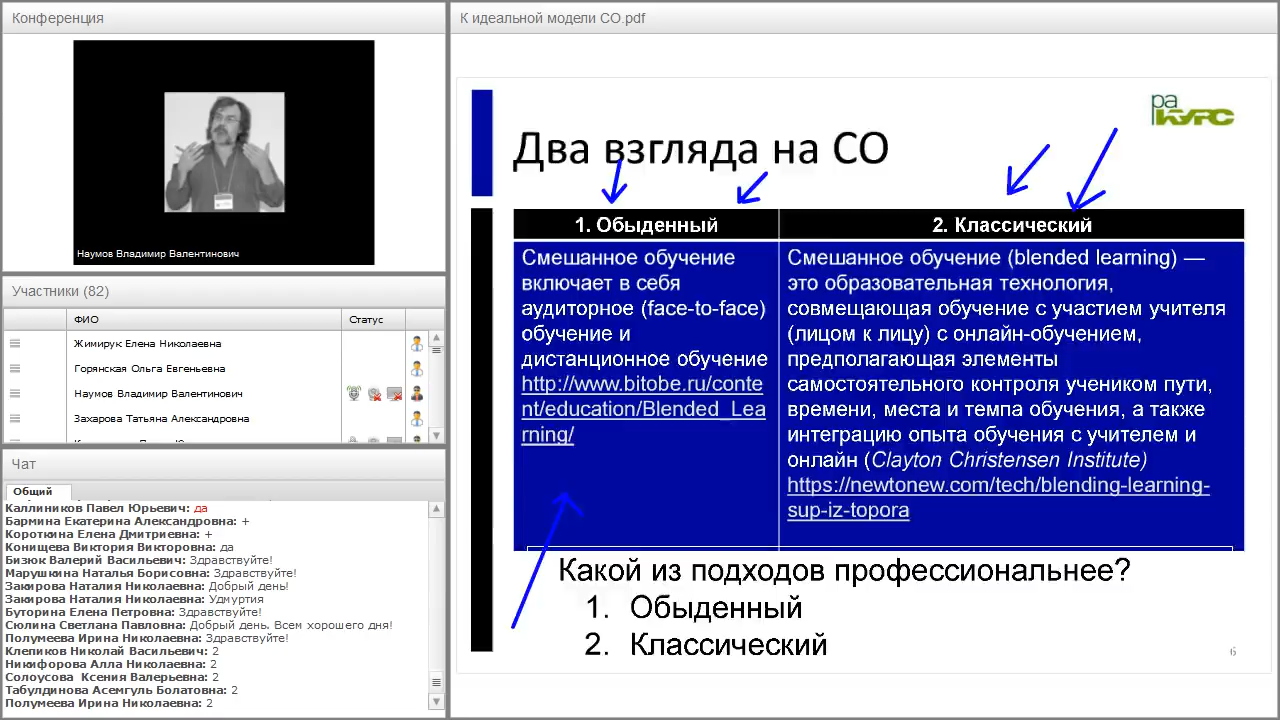 Конференция
Наумов Владимир Валентинович
Участники (82)
ФИО
Статус
Жимирук Елена Николаевна
Горянская Ольга Евгеньевна
Наумов Владимир Валентинович
Захарова Татьяна Александровна
Чат
Общий
Каллиников Павел Юрьевич: да
Бармина Екатерина Александровна: +
Короткина Елена Дмитриевна: +
Конищева Виктория Викторовна: да
Бизюк Валерий Васильевич: Здравствуйте!
Марушкина Наталья Борисовна: Здравствуйте!
Закирова Наталия Николаевна: Добрый день!
Закирова Наталия Николаевна: Удмуртия
Буторина Елена Петровна: Здравствуйте!
Сюлина Светлана Павловна: Добрый день. Всем хорошего дня!
Полумеева Ирина Николаевна: Здравствуйте!
Клепиков Николай Васильевич: 2
Никифорова Алла Николаевна: 2
Солоусова Ксения Валерьевна: 2
Табулдинова Асемгуль Болатовна: 2
Полумеева Ирина Николаевна: 2
К идеальной модели СО.pdf
ра
КУРС
Два взгляда на СО
1. Обыденный
Смешанное обучение
включает в себя
аудиторное (face-to-face)
обучение и
дистанционное обучение
http://www.bitobe.ru/conte
nt/education/Blended_Lea
rning/
2. Классический
Смешанное обучение (blended learning) —
это образовательная технология,
совмещающая обучение с участием учителя
(лицом к лицу) с онлайн-обучением,
предполагающая элементы
самостоятельного контроля учеником пути,
времени, места и темпа обучения, а также
интеграцию опыта обучения с учителем и
онлайн (Clayton Christensen Institute)
https://newtonew.com/tech/blending-learning-
sup-iz-topora
Какой из подходов профессиональнее?
1. Обыденный
2. Классический
6